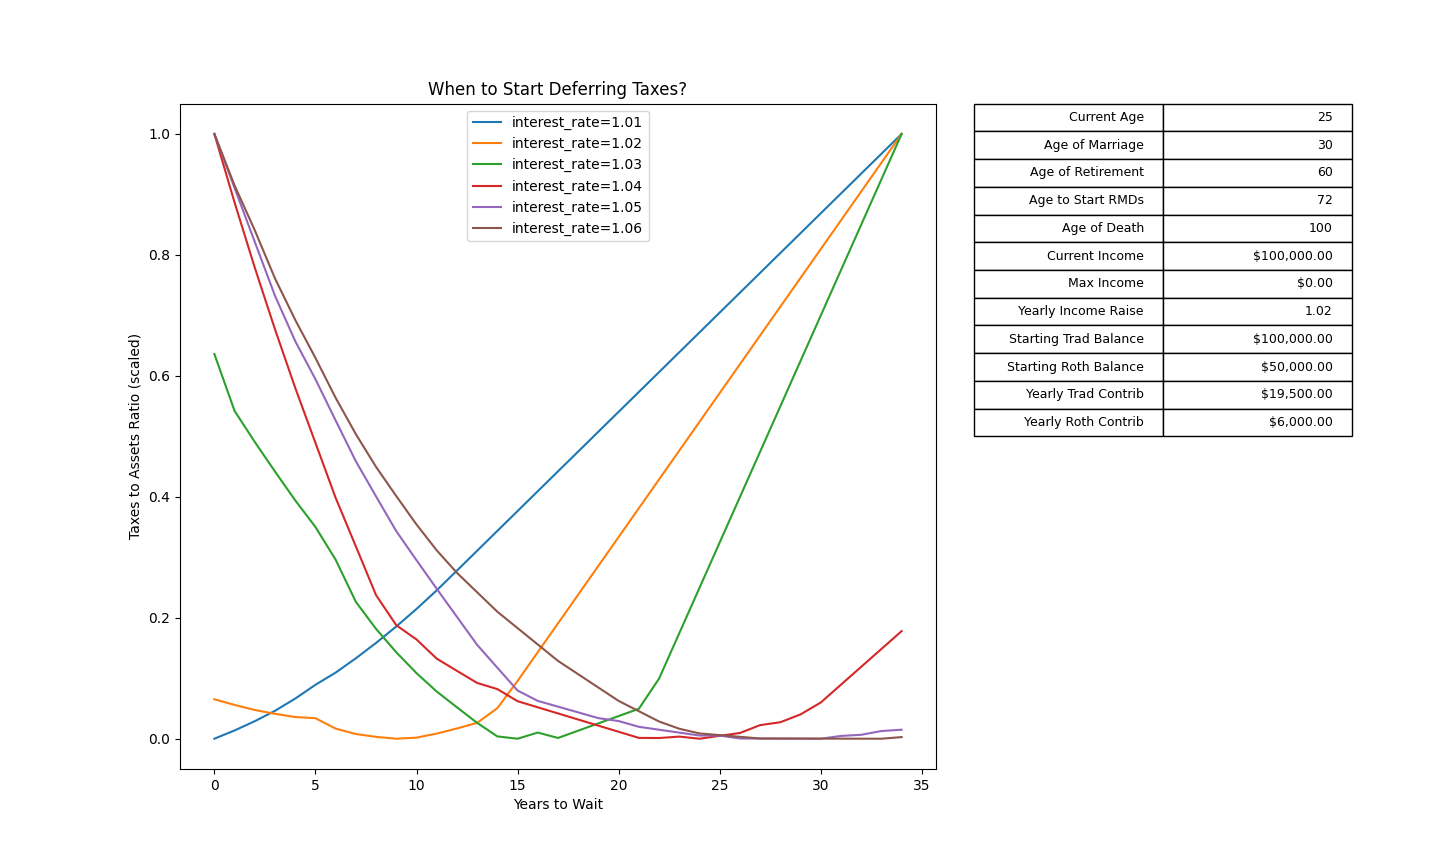 When to Start Deferring Taxes?
Taxes to Assets Ratio (scaled)
1.0
0.8
0.6
0.4
0.2
0.0
interest_rate=1.01
interest_rate=1.02
interest_rate=1.03
interest_rate=1.04
interest_rate=1.05
interest_rate=1.06
0 5 10 15 20 25 30 35
Years to Wait
Current Age 25
Age of Marriage 30
Age of Retirement 60
Age to Start RMDs 72
Age of Death 100
Current Income $100,000.00
Max Income $0.00
Yearly Income Raise 1.02
Starting Trad Balance $100,000.00
Starting Roth Balance $50,000.00
Yearly Trad Contrib $19,500.00
Yearly Roth Contrib $6,000.00